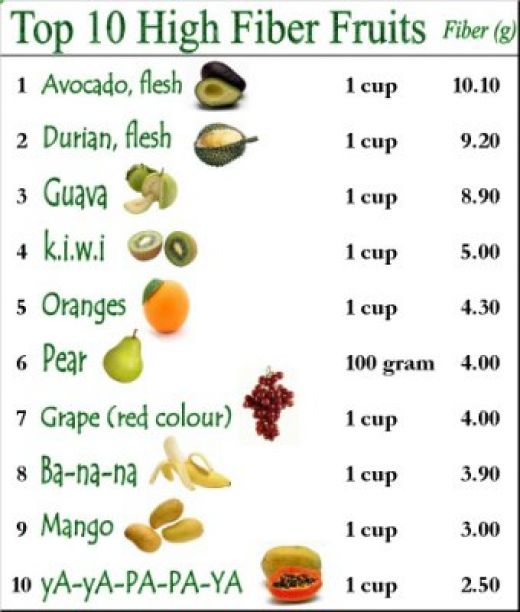 Top 10 High Fiber Fruits Fiber (g)
1 Avocado, flesh 1 cup 10.10
2 Durian, flesh 1 cup 9.20
3 Guava 1 cup 8.90
4 k.i.w.i 1 cup 5.00
5 Oranges 1 cup 4.30
6 Pear 100 gram 4.00
7 Grape (red colour) 1 cup 4.00
8 Ba-na-na 1 cup 3.90
9 Mango 1 cup 3.00
10 yA-yA-PA-PA-YA 1 cup 2.50